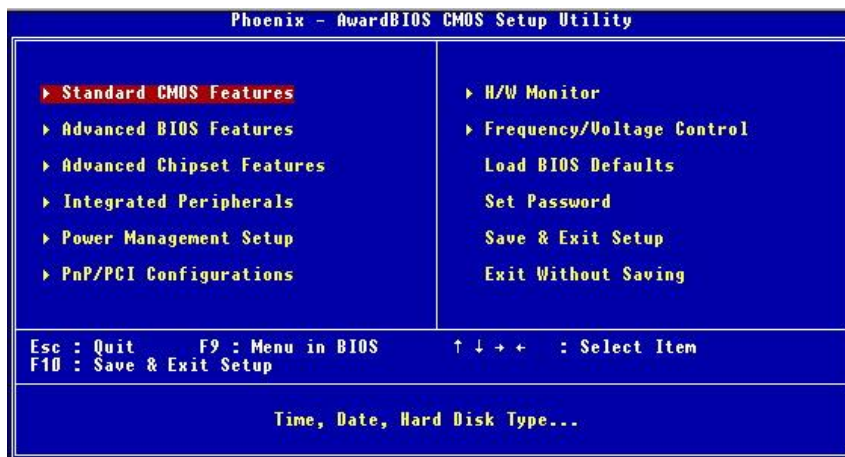 Phoenix - AwardBIOS CMOS Setup Utility
▸ Standard CMOS Features
▸ Advanced BIOS Features
▸ Advanced Chipset Features
▸ Integrated Peripherals
▸ Power Management Setup
▸ PnP/PCI Configurations
▸ H/W Monitor
▸ Frequency/Voltage Control
Load BIOS Defaults
Set Password
Save & Exit Setup
Exit Without Saving
Esc : Quit F9 : Menu in BIOS ↑ ↓ → ← : Select Item
F10 : Save & Exit Setup
Time, Date, Hard Disk Type...